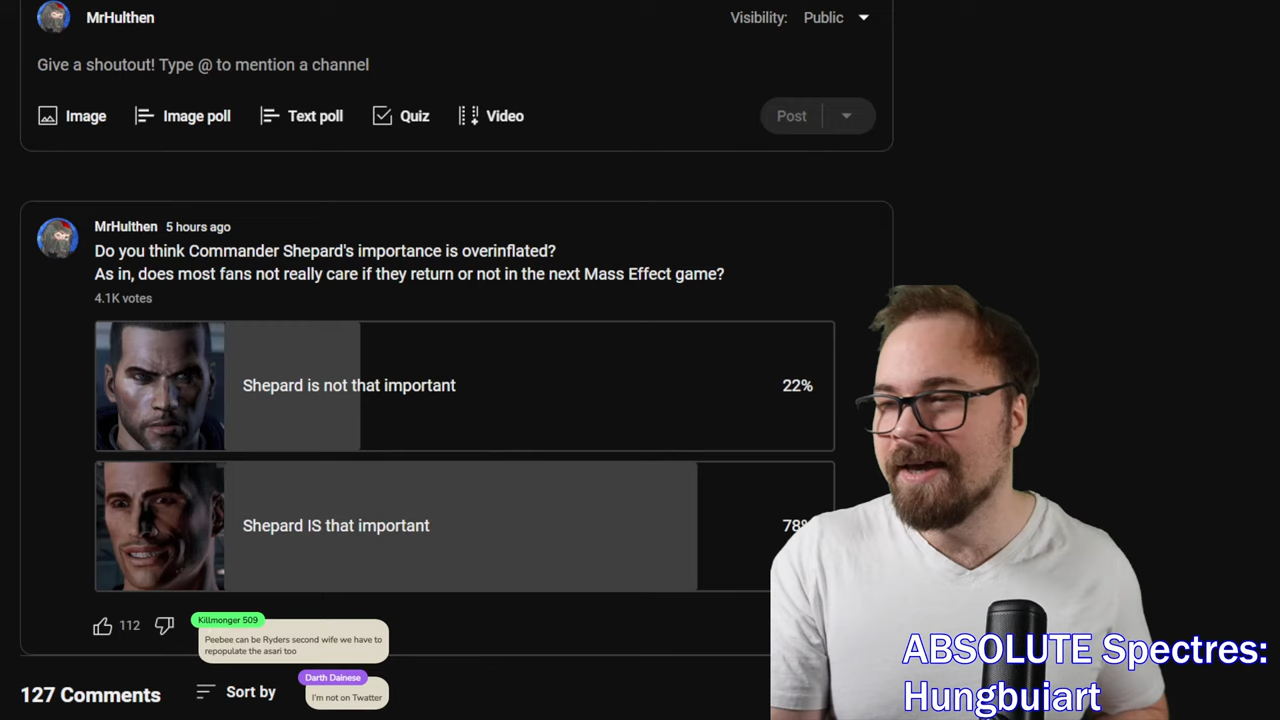 MrHulthen
Visibility: Public
Give a shoutout! Type @ to mention a channel
Image
Image poll
Text poll
Quiz
Video
Post
MrHulthen 5 hours ago
Do you think Commander Shepard's importance is overinflated?
As in, does most fans not really care if they return or not in the next Mass Effect game?
4.1K votes
Shepard is not that important 22%
Shepard IS that important 78%
112
Killmonger 509
Peebee can be Ryders second wife we have to
repopulate the asari too
Darth Dainese
I'm not on Twatter
127 Comments
Sort by
ABSOLUTE Spectres:
Hungbuiart